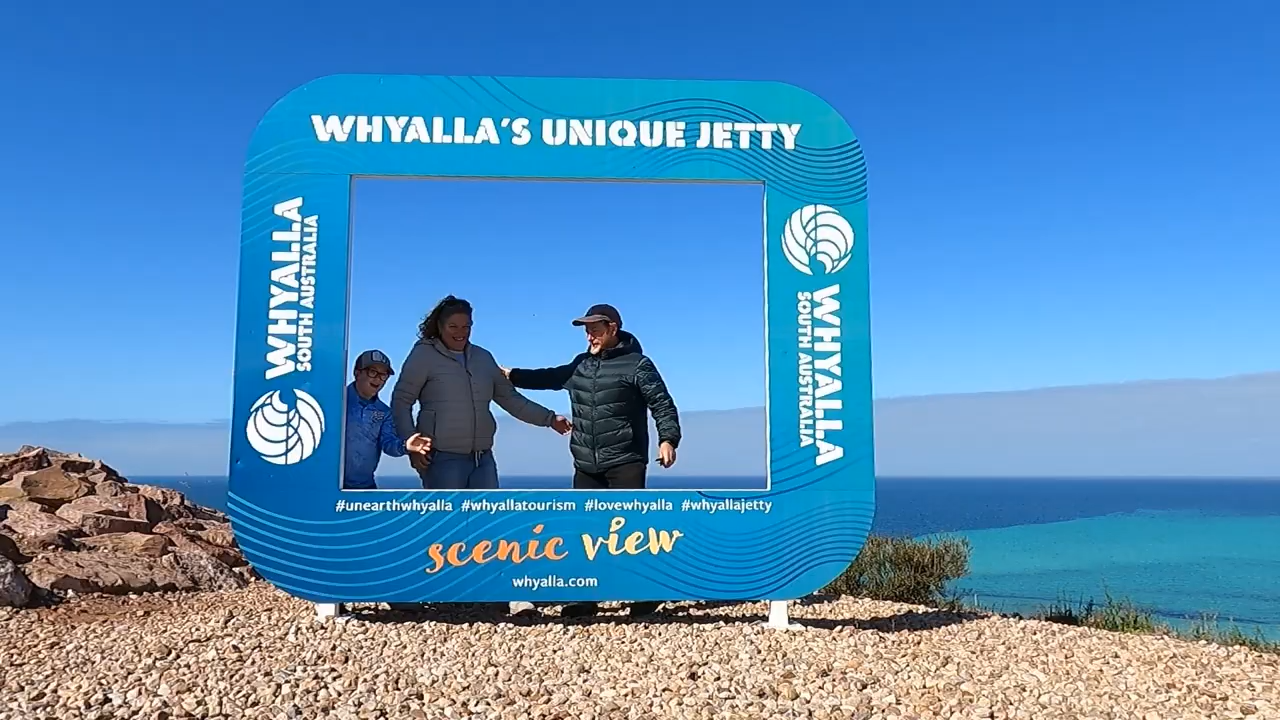 WHYALLA'S UNIQUE JETTY
WHYALLA
SOUTH AUSTRALIA
WHYALLA
SOUTH AUSTRALIA
#unearthwhyalla #whyallatourism #lovewhyalla #whyallajetty
scenic view
whyalla.com